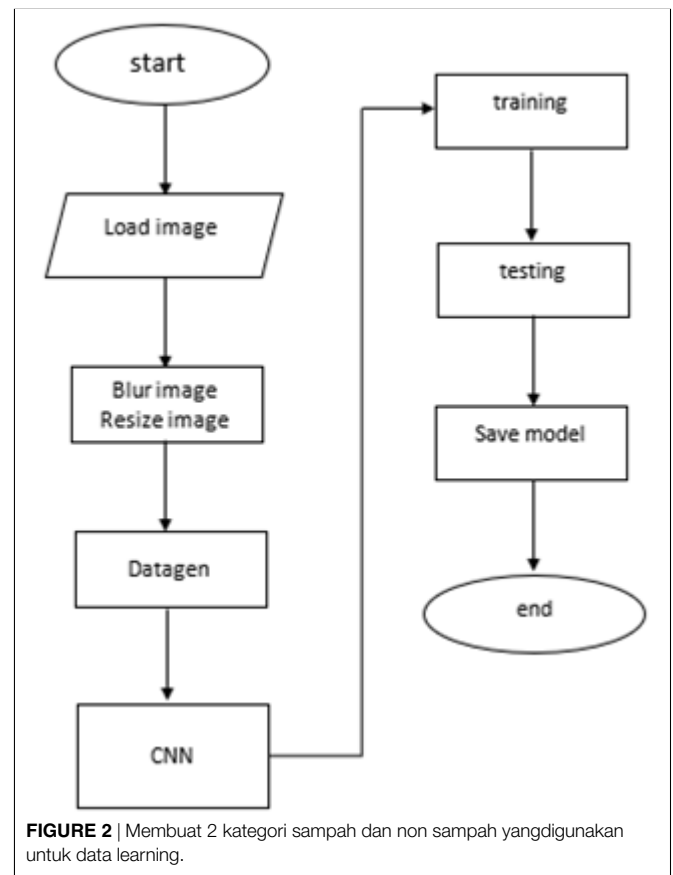 start
Load image
Blur image
Resize image
Datagen
CNN
training
testing
Save model
end
FIGURE 2 | Membuat 2 kategori sampah dan non sampah yangdigunakan
untuk data learning.